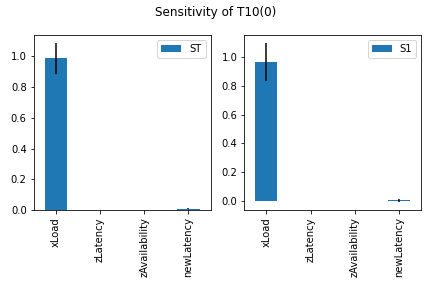 Sensitivity of T10(0)
ST
1.0
0.8
0.6
0.4
0.2
0.0
xLoad
zLatency
zAvailability
newLatency
S1
1.0
0.8
0.6
0.4
0.2
0.0
xLoad
zLatency
zAvailability
newLatency